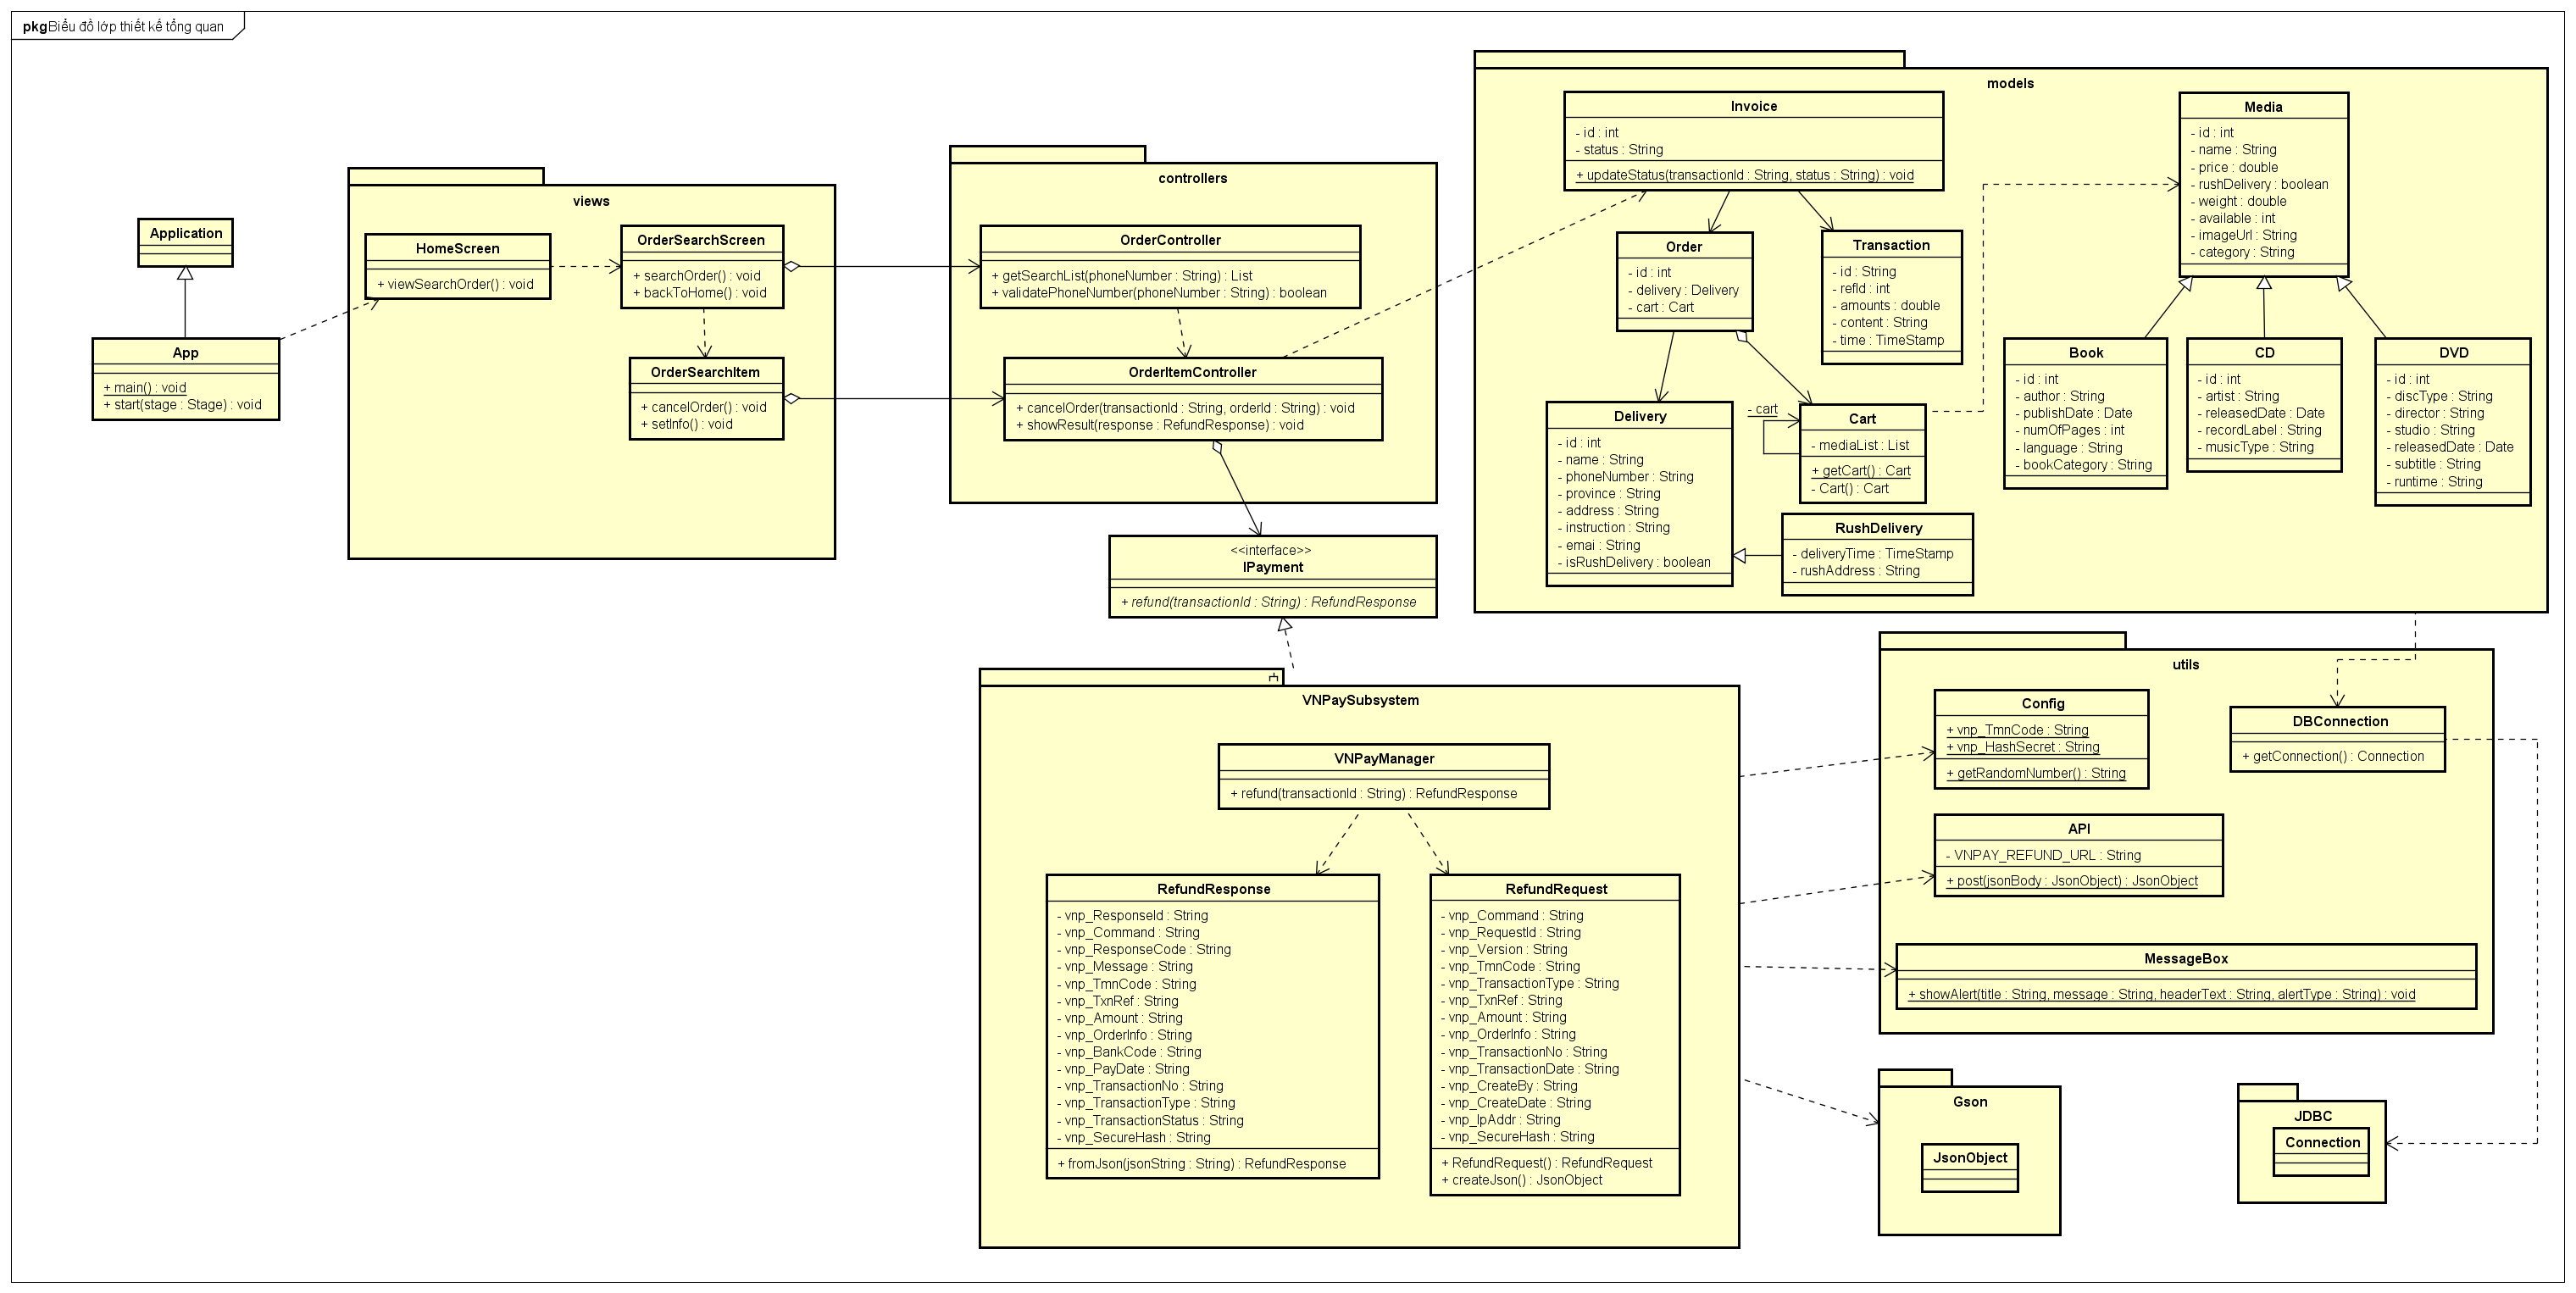 pkg Biểu đồ lớp thiết kế tổng quan
Application
App
+ main() : void
+ start(stage : Stage) : void
views
HomeScreen
+ viewSearchOrder() : void
OrderSearchScreen
+ searchOrder() : void
+ backToHome() : void
OrderSearchItem
+ cancelOrder() : void
+ setInfo() : void
controllers
OrderController
+ getSearchList(phoneNumber : String) : List
+ validatePhoneNumber(phoneNumber : String) : boolean
OrderItemController
+ cancelOrder(transactionId : String, orderId : String) : void
+ showResult(response : RefundResponse) : void
<<interface>>
IPayment
+ refund(transactionId : String) : RefundResponse
models
Invoice
- id : int
- status : String
+ updateStatus(transactionId : String, status : String) : void
Order
- id : int
- delivery : Delivery
- cart : Cart
Transaction
- id : String
- refId : int
- amounts : double
- content : String
- time : TimeStamp
Media
- id : int
- name : String
- price : double
- rushDelivery : boolean
- weight : double
- available : int
- imageUrl : String
- category : String
Book
- id : int
- author : String
- publishDate : Date
- numOfPages : int
- language : String
- bookCategory : String
CD
- id : int
- artist : String
- releasedDate : Date
- recordLabel : String
- musicType : String
DVD
- id : int
- discType : String
- director : String
- studio : String
- releasedDate : Date
- subtitle : String
- runtime : String
Delivery
- id : int
- name : String
- phoneNumber : String
- province : String
- address : String
- instruction : String
- emai : String
- isRushDelivery : boolean
- cart
Cart
- mediaList : List
+ getCart() : Cart
- Cart() : Cart
RushDelivery
- deliveryTime : TimeStamp
- rushAddress : String
VNPaySubsystem
VNPayManager
+ refund(transactionId : String) : RefundResponse
RefundResponse
- vnp_ResponseId : String
- vnp_Command : String
- vnp_ResponseCode : String
- vnp_Message : String
- vnp_TmnCode : String
- vnp_TxnRef : String
- vnp_Amount : String
- vnp_OrderInfo : String
- vnp_BankCode : String
- vnp_PayDate : String
- vnp_TransactionNo : String
- vnp_TransactionType : String
- vnp_TransactionStatus : String
- vnp_SecureHash : String
+ fromJson(jsonString : String) : RefundResponse
RefundRequest
- vnp_Command : String
- vnp_RequestId : String
- vnp_Version : String
- vnp_TmnCode : String
- vnp_TransactionType : String
- vnp_TxnRef : String
- vnp_Amount : String
- vnp_OrderInfo : String
- vnp_TransactionNo : String
- vnp_TransactionDate : String
- vnp_CreateBy : String
- vnp_CreateDate : String
- vnp_IpAddr : String
- vnp_SecureHash : String
+ RefundRequest() : RefundRequest
+ createJson() : JsonObject
utils
Config
+ vnp_TmnCode : String
+ vnp_HashSecret : String
+ getRandomNumber() : String
DBConnection
+ getConnection() : Connection
API
- VNPAY_REFUND_URL : String
+ post(jsonBody : JsonObject) : JsonObject
MessageBox
+ showAlert(title : String, message : String, headerText : String, alertType : String) : void
Gson
JsonObject
JDBC
Connection